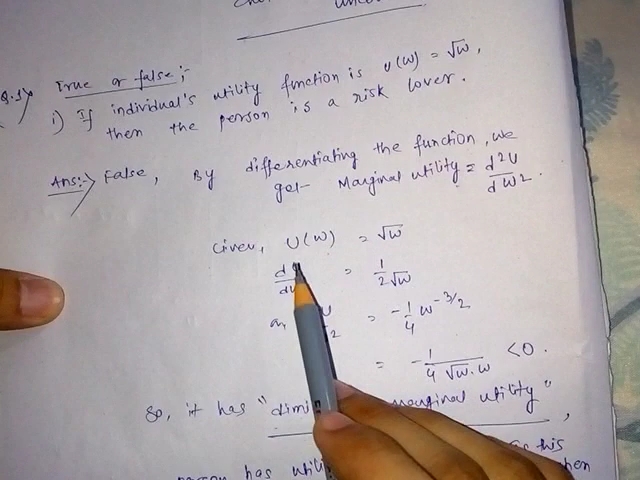 Q.1) True or false;-
i) If individual's utility function is U(W) = √W,
then the person is a risk lover.
Ans:-) False, By differentiating the function, we
get- Marginal utility = d²U/dW².
Given, U(W) = √W
= 1/2√W
= -1/4 W^-3/2
= -1/4√W.W <0.
So, it has " marginal utility",
person has